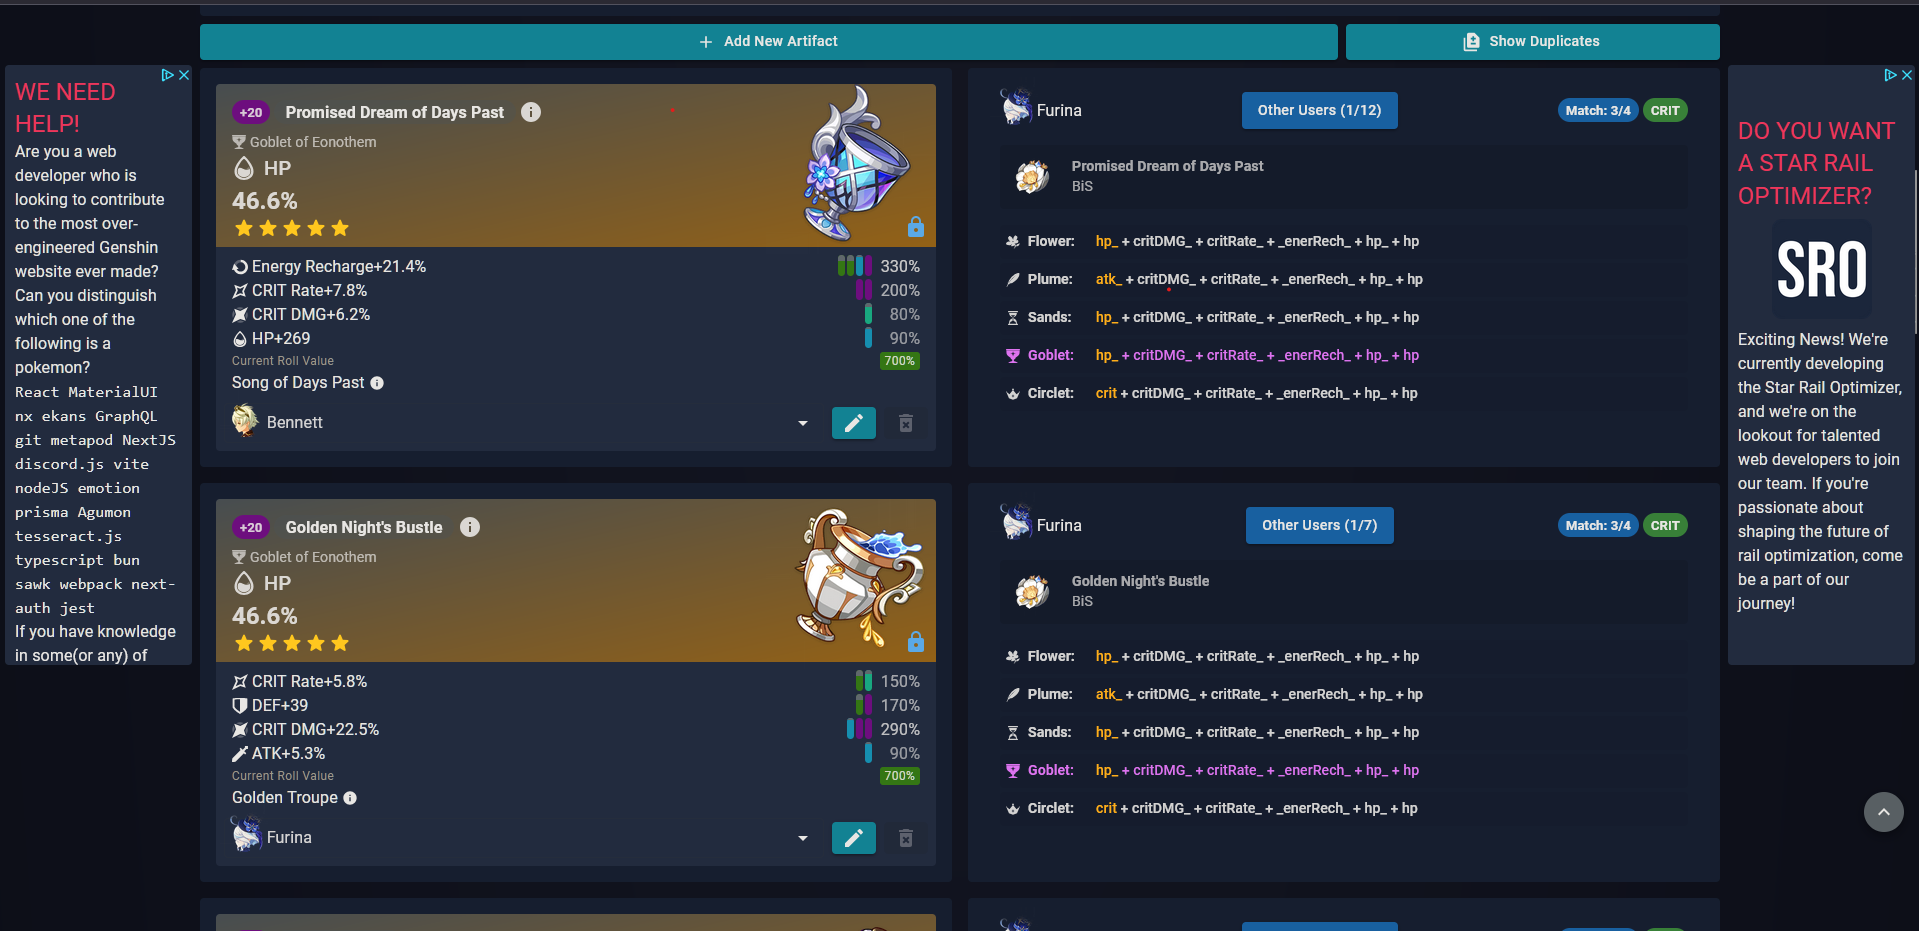 Add New Artifact
Show Duplicates
WE NEED
HELP!
Are you a web
developer who is
looking to contribute
to the most over-
engineered Genshin
website ever made?
Can you distinguish
which one of the
following is a
pokemon?
React MaterialUI
nx ekans GraphQL
git metapod NextJS
discord.js vite
nodeJS emotion
prisma Agumon
tesseract.js
typescript bun
sawk webpack next-
auth jest
If you have knowledge
in some(or any) of
+20 Promised Dream of Days Past
Goblet of Eonothem
HP
46.6%
Energy Recharge+21.4% 330%
CRIT Rate+7.8% 200%
CRIT DMG+6.2% 80%
HP+269 90%
Current Roll Value 700%
Song of Days Past
Bennett
Furina
Other Users (1/12)
Match: 3/4 CRIT
Promised Dream of Days Past
BiS
Flower: hp_ + critDMG_ + critRate_ + _enerRech_ + hp_ + hp
Plume: atk_ + critDMG_ + critRate_ + _enerRech_ + hp_ + hp
Sands: hp_ + critDMG_ + critRate_ + _enerRech_ + hp_ + hp
Goblet: hp_ + critDMG_ + critRate_ + _enerRech_ + hp_ + hp
Circlet: crit + critDMG_ + critRate_ + _enerRech_ + hp_ + hp
+20 Golden Night's Bustle
Goblet of Eonothem
HP
46.6%
CRIT Rate+5.8% 150%
DEF+39 170%
CRIT DMG+22.5% 290%
ATK+5.3% 90%
Current Roll Value 700%
Golden Troupe
Furina
Furina
Other Users (1/7)
Match: 3/4 CRIT
Golden Night's Bustle
BiS
Flower: hp_ + critDMG_ + critRate_ + _enerRech_ + hp_ + hp
Plume: atk_ + critDMG_ + critRate_ + _enerRech_ + hp_ + hp
Sands: hp_ + critDMG_ + critRate_ + _enerRech_ + hp_ + hp
Goblet: hp_ + critDMG_ + critRate_ + _enerRech_ + hp_ + hp
Circlet: crit + critDMG_ + critRate_ + _enerRech_ + hp_ + hp
DO YOU WANT
A STAR RAIL
OPTIMIZER?
SRO
Exciting News! We're
currently developing
the Star Rail Optimizer,
and we're on the
lookout for talented
web developers to join
our team. If you're
passionate about
shaping the future of
rail optimization, come
be a part of our
journey!